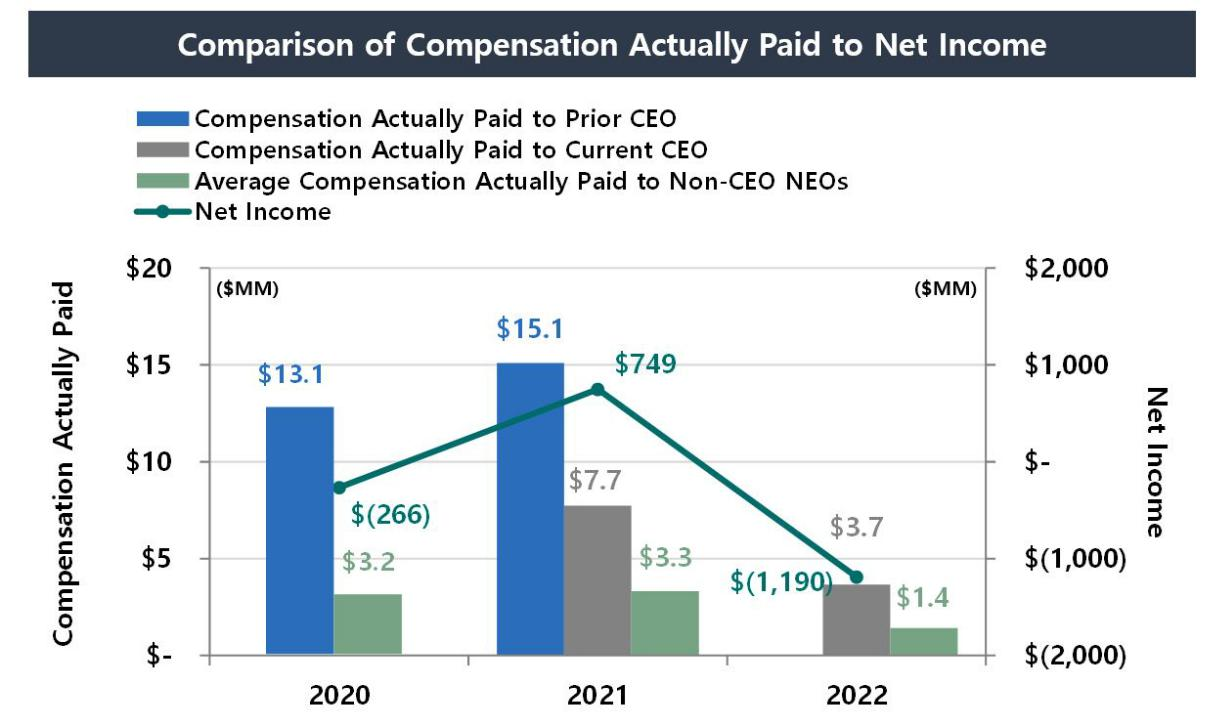 Comparison of Compensation Actually Paid to Net Income
Compensation Actually Paid to Prior CEO
Compensation Actually Paid to Current CEO
Average Compensation Actually Paid to Non-CEO NEOs
Net Income
Compensation Actually Paid
$20
$15
$10
$5
$-
($MM)
($MM)
$13.1
$(266)
$3.2
$15.1
$749
$7.7
$3.3
$3.7
$(1,190)
$1.4
$2,000
$1,000
$-
$(1,000)
$(2,000)
Net Income
2020
2021
2022